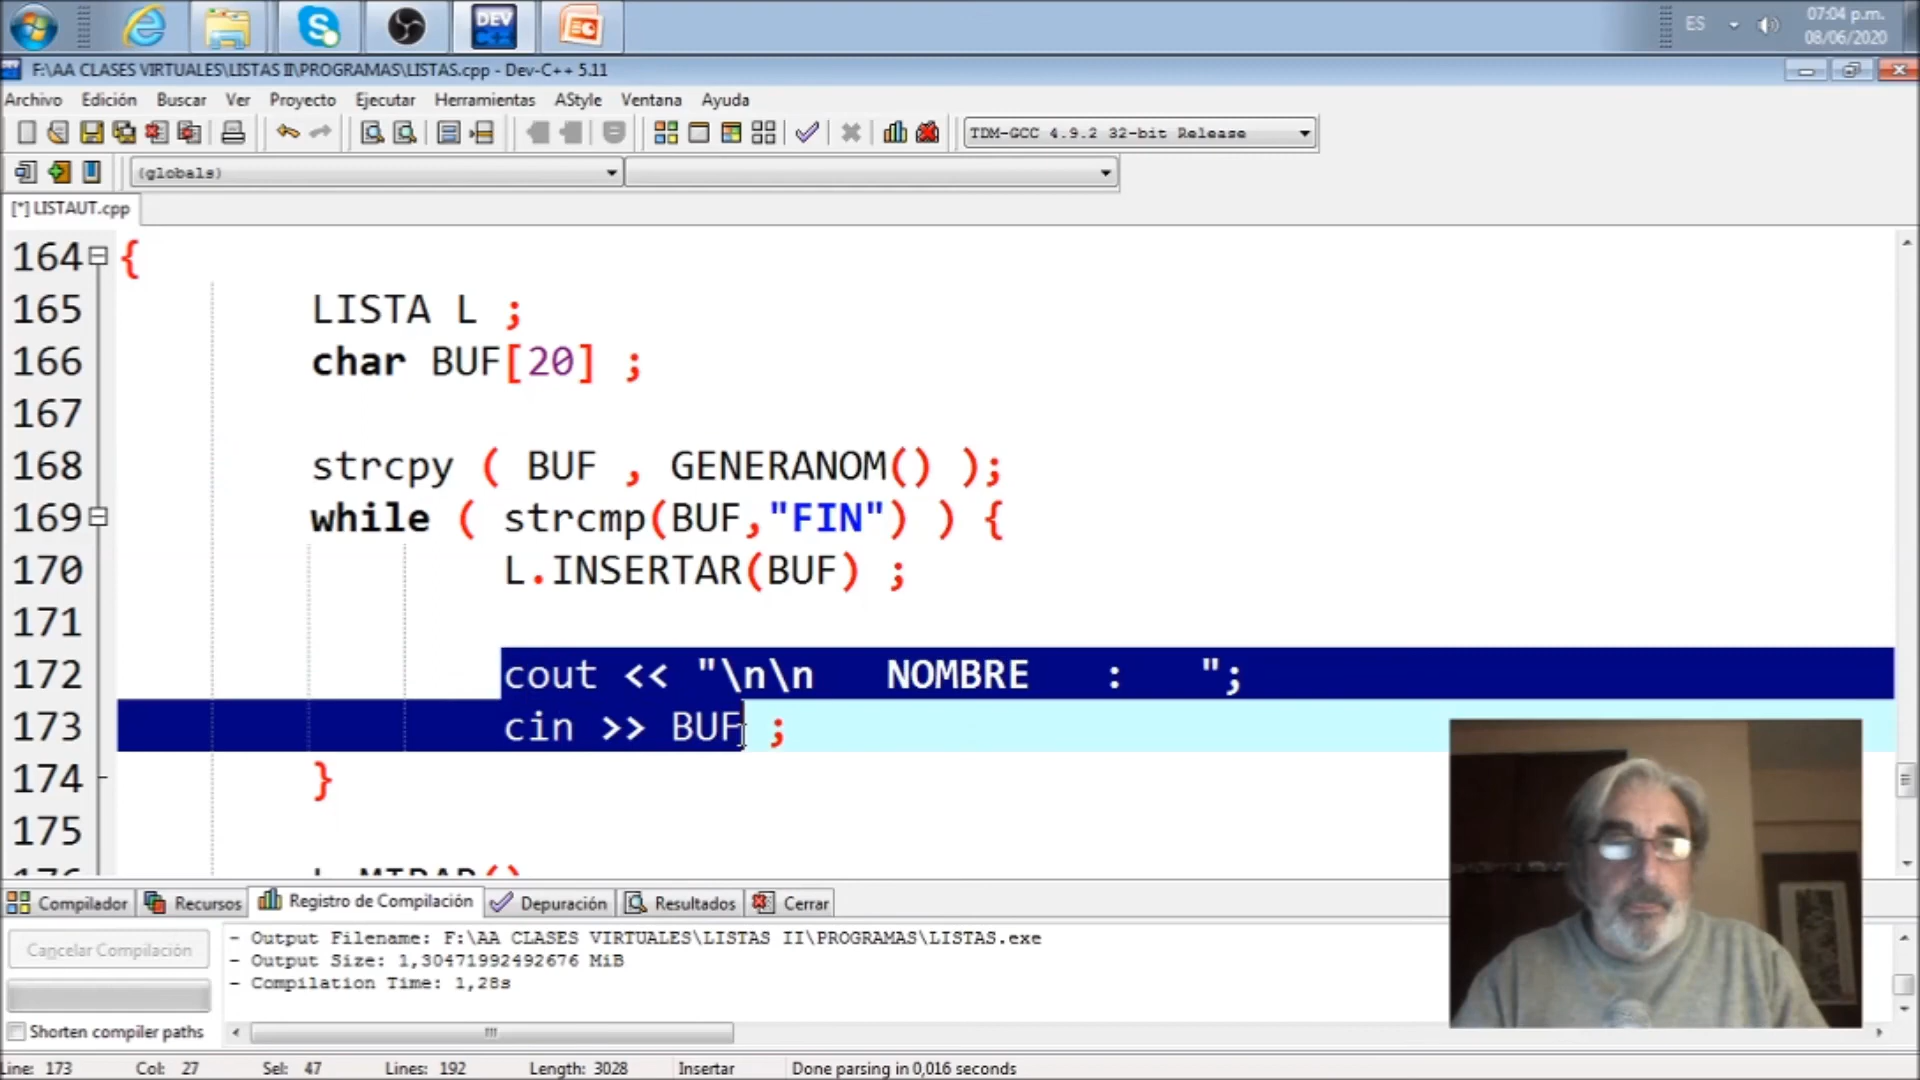 DEV
C++
ES
07:04 p.m.
08/06/2020
F:\AA CLASES VIRTUALES\LISTAS II\PROGRAMAS\LISTAS.cpp - Dev-C++ 5.11
Archivo Edición Buscar Ver Proyecto Ejecutar Herramientas AStyle Ventana Ayuda
TDM-GCC 4.9.2 32-bit Release
(globals)
[*] LISTAUT.cpp
164 {
165 LISTA L ;
166 char BUF[20] ;
167
168 strcpy ( BUF , GENERANOM() );
169 while ( strcmp(BUF,"FIN") ) {
170 L.INSERTAR(BUF) ;
171
172 cout << "\n\n   NOMBRE   :   ";
173 cin >> BUF ;
174 }
175
176 L.MIRAR()
Compilador Recursos Registro de Compilación Depuración Resultados Cerrar
Cancelar Compilación
- Output Filename: F:\AA CLASES VIRTUALES\LISTAS II\PROGRAMAS\LISTAS.exe
- Output Size: 1,30471992492676 MiB
- Compilation Time: 1,28s
Shorten compiler paths
Line: 173 Col: 27 Sel: 47 Lines: 192 Length: 3028 Insertar Done parsing in 0,016 seconds